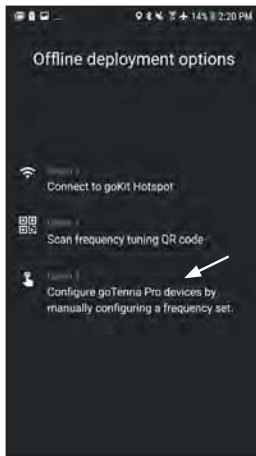 14% 2:20 PM
Offline deployment options
Connect to goKit Hotspot
Scan frequency tuning QR code
Configure goTenna Pro devices by
manually configuring a frequency set.